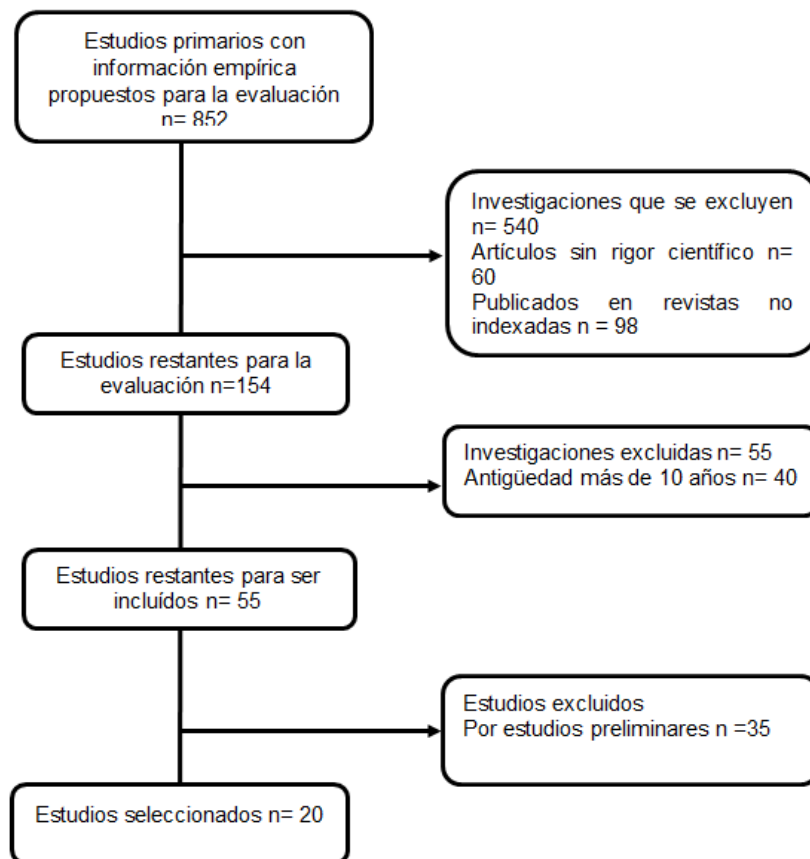 Estudios primarios con
información empírica
propuestos para la evaluación
n= 852
Investigaciones que se excluyen
n= 540
Artículos sin rigor científico n=
60
Publicados en revistas no
indexadas n = 98
Estudios restantes para la
evaluación n=154
Investigaciones excluidas n= 55
Antigüedad más de 10 años n= 40
Estudios restantes para ser
incluídos n= 55
Estudios excluidos
Por estudios preliminares n =35
Estudios seleccionados n= 20